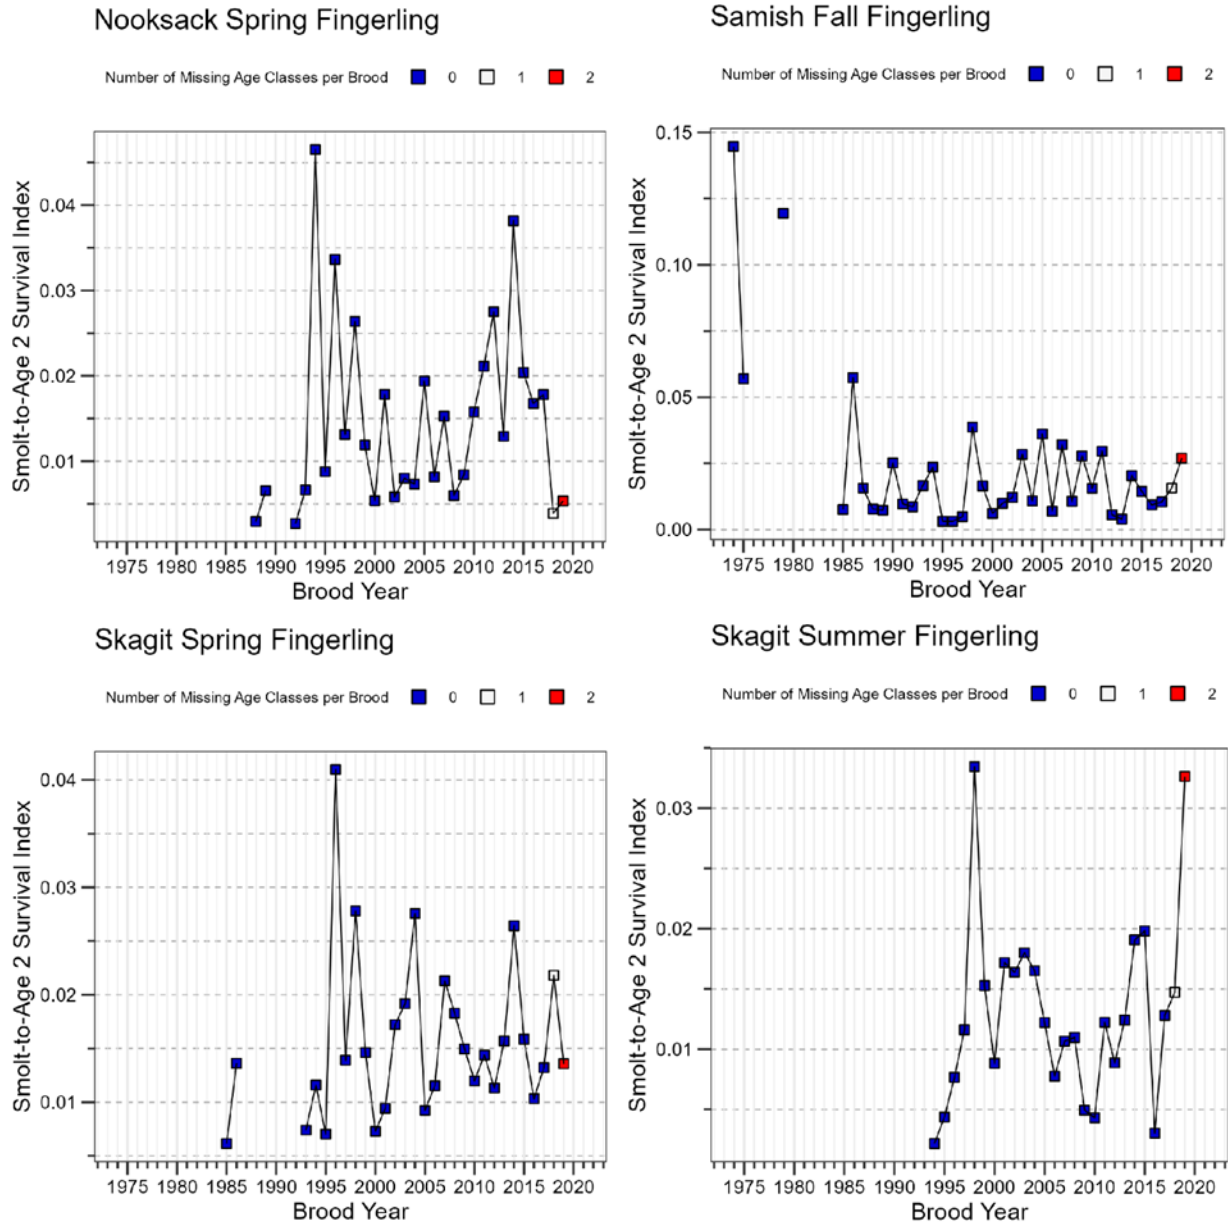 Nooksack Spring Fingerling
Number of Missing Age Classes per Brood 0 1 2
Smolt-to-Age 2 Survival Index
0.04
0.03
0.02
0.01
1975 1980 1985 1990 1995 2000 2005 2010 2015 2020
Brood Year
Samish Fall Fingerling
Number of Missing Age Classes per Brood 0 1 2
Smolt-to-Age 2 Survival Index
0.15
0.10
0.05
0.00
1975 1980 1985 1990 1995 2000 2005 2010 2015 2020
Brood Year
Skagit Spring Fingerling
Number of Missing Age Classes per Brood 0 1 2
Smolt-to-Age 2 Survival Index
0.04
0.03
0.02
0.01
1975 1980 1985 1990 1995 2000 2005 2010 2015 2020
Brood Year
Skagit Summer Fingerling
Number of Missing Age Classes per Brood 0 1 2
Smolt-to-Age 2 Survival Index
0.03
0.02
0.01
1975 1980 1985 1990 1995 2000 2005 2010 2015 2020
Brood Year